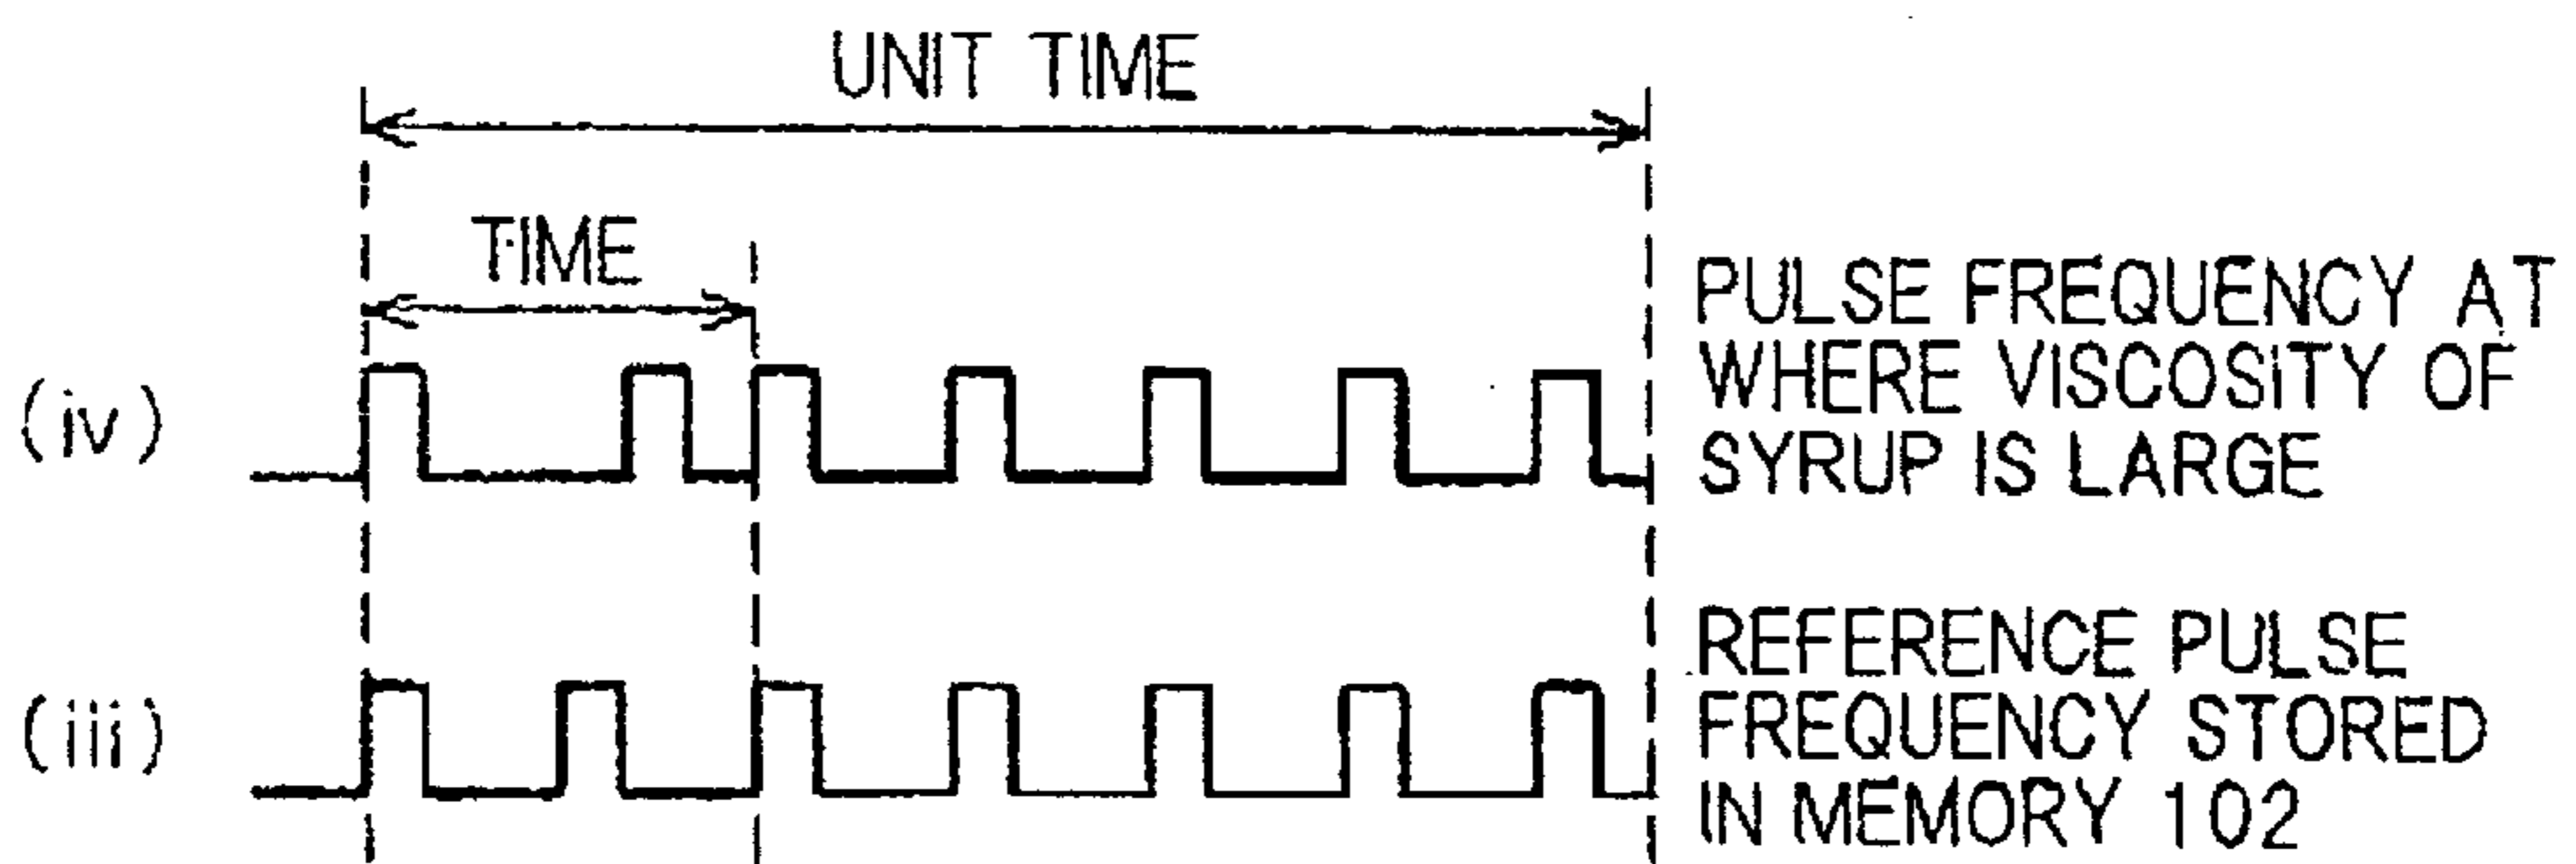 UNIT TIME
TIME
(iv)
PULSE FREQUENCY AT
WHERE VISCOSITY OF
SYRUP IS LARGE
(iii)
REFERENCE PULSE
FREQUENCY STORED
IN MEMORY 102